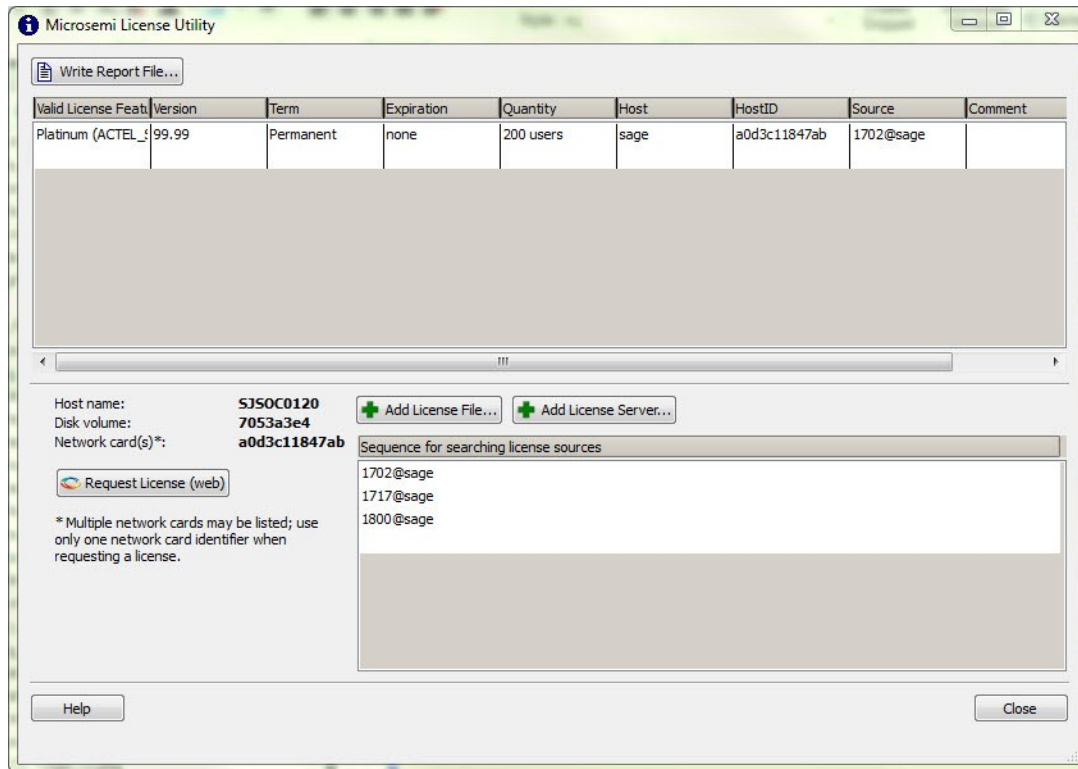 Microsemi License Utility
Write Report File...
Valid License Featu Version Term Expiration Quantity Host HostID Source Comment
Platinum (ACTEL_S 99.99 Permanent none 200 users sage a0d3c11847ab 1702@sage
Host name: SJSOC0120
Disk volume: 7053a3e4
Network card(s)*: a0d3c11847ab
Add License File... Add License Server...
Sequence for searching license sources
1702@sage
1717@sage
1800@sage
Request License (web)
* Multiple network cards may be listed; use
only one network card identifier when
requesting a license.
Help Close